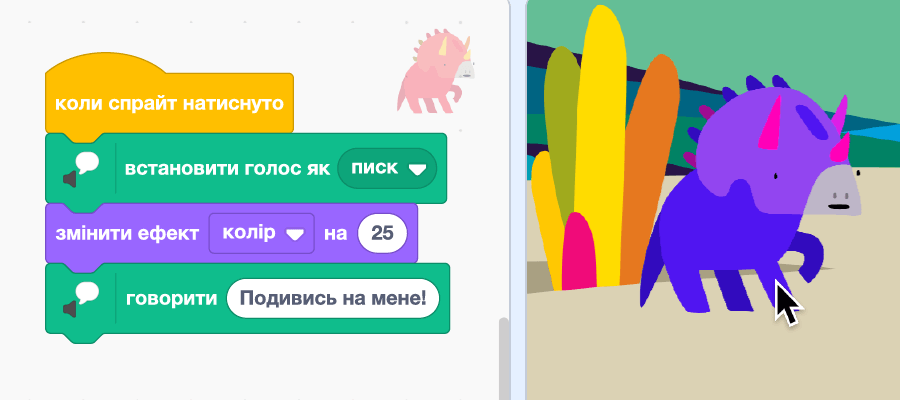 коли спрайт натиснуто
встановити голос як писк
змінити ефект колір на 25
говорити Подивись на мене!